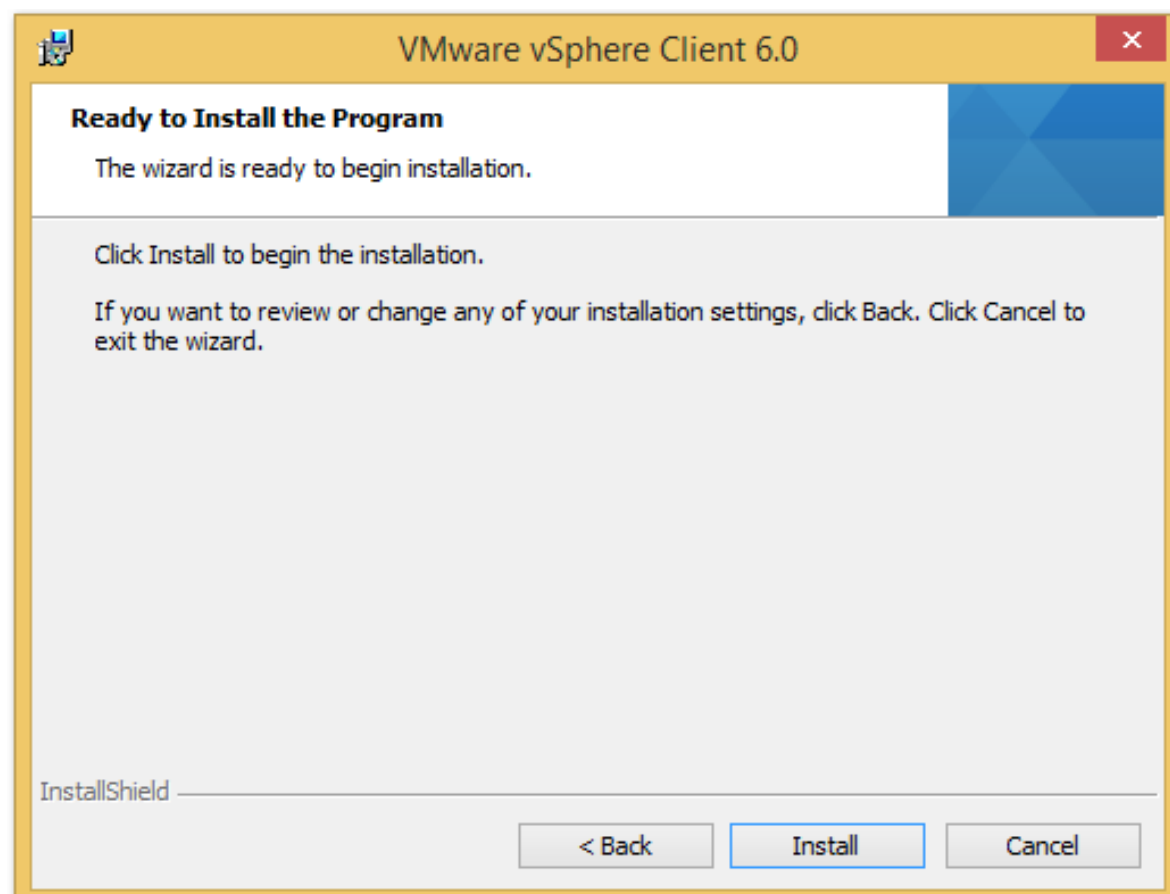 VMware vSphere Client 6.0
Ready to Install the Program
The wizard is ready to begin installation.
Click Install to begin the installation.
If you want to review or change any of your installation settings, click Back. Click Cancel to
exit the wizard.
InstallShield
< Back
Install
Cancel